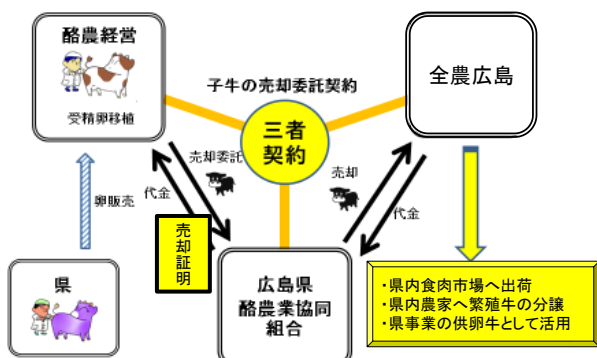 酪農経営
受精卵移植
子牛の売却委託契約
全農広島
三者
契約
売却委託
代金
売却
代金
卵販売
売却証明
県
広島県
酪農業協同
組合
・県内食肉市場へ出荷
・県内農家へ繁殖牛の分譲
・県事業の供卵牛として活用